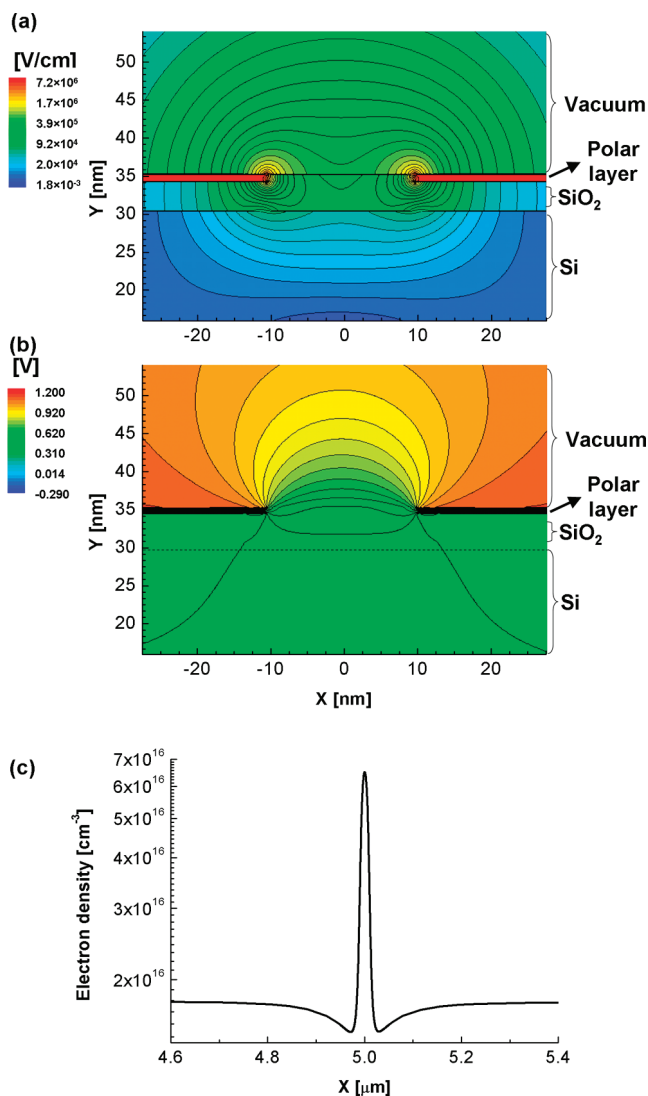 (a)
[V/cm]
7.2×10⁶
1.7×10⁶
3.9×10⁵
9.2×10⁴
2.0×10⁴
1.8×10⁻³
Y [nm]
50
45
40
35
30
25
20
-20
-10
0
10
20
Vacuum
Polar
layer
SiO₂
Si
(b)
[V]
1.200
0.920
0.620
0.310
0.014
-0.290
Y [nm]
50
45
40
35
30
25
20
-20
-10
0
10
20
X [nm]
Vacuum
Polar
layer
SiO₂
Si
(c)
Electron density [cm⁻³]
7x10¹⁶
6x10¹⁶
5x10¹⁶
4x10¹⁶
3x10¹⁶
2x10¹⁶
4.6
4.8
5.0
5.2
5.4
X [μm]